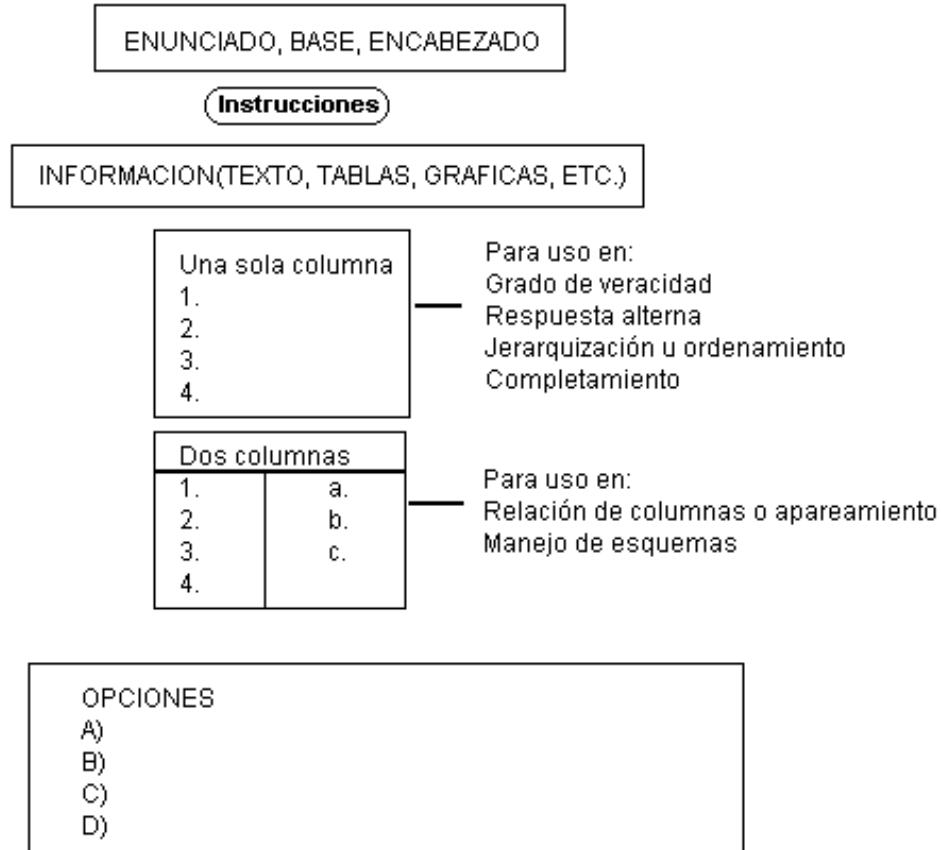 ENUNCIADO, BASE, ENCABEZADO
Instrucciones
INFORMACION(TEXTO, TABLAS, GRAFICAS, ETC.)
Una sola columna
1.
2.
3.
4.
Para uso en:
Grado de veracidad
Respuesta alterna
Jerarquización u ordenamiento
Completamiento
Dos columnas
1. a.
2. b.
3. c.
4.
Para uso en:
Relación de columnas o apareamiento
Manejo de esquemas
OPCIONES
A)
B)
C)
D)